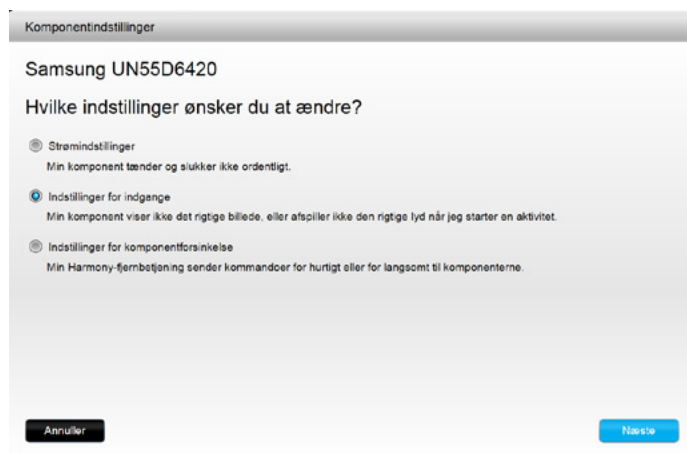 Komponentindstillinger
Samsung UN55D6420
Hvilke indstillinger ønsker du at ændre?
Strømindstillinger
Min komponent tænder og slukker ikke ordentligt.
Indstillinger for indgange
Min komponent viser ikke det rigtige billede, eller afspiller ikke den rigtige lyd når jeg starter en aktivitet.
Indstillinger for komponentforsinkelse
Min Harmony-fjernbetjening sender kommandoer for hurtigt eller for langsomt til komponenterne.
Annuller
Næste